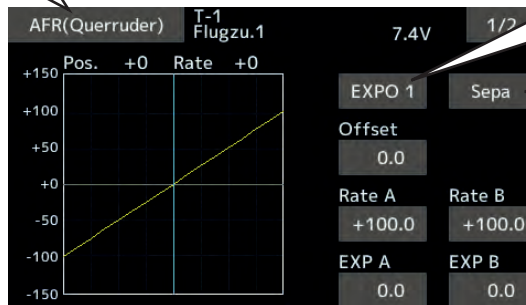 AFR(Querruder)
T-1
Flugzu.1
7.4V
1/2
Pos. +0 Rate +0
+150
+100
+50
+0
-50
-100
-150
EXPO 1
Sepa
Offset
0.0
Rate A Rate B
+100.0 +100.0
EXP A EXP B
0.0 0.0